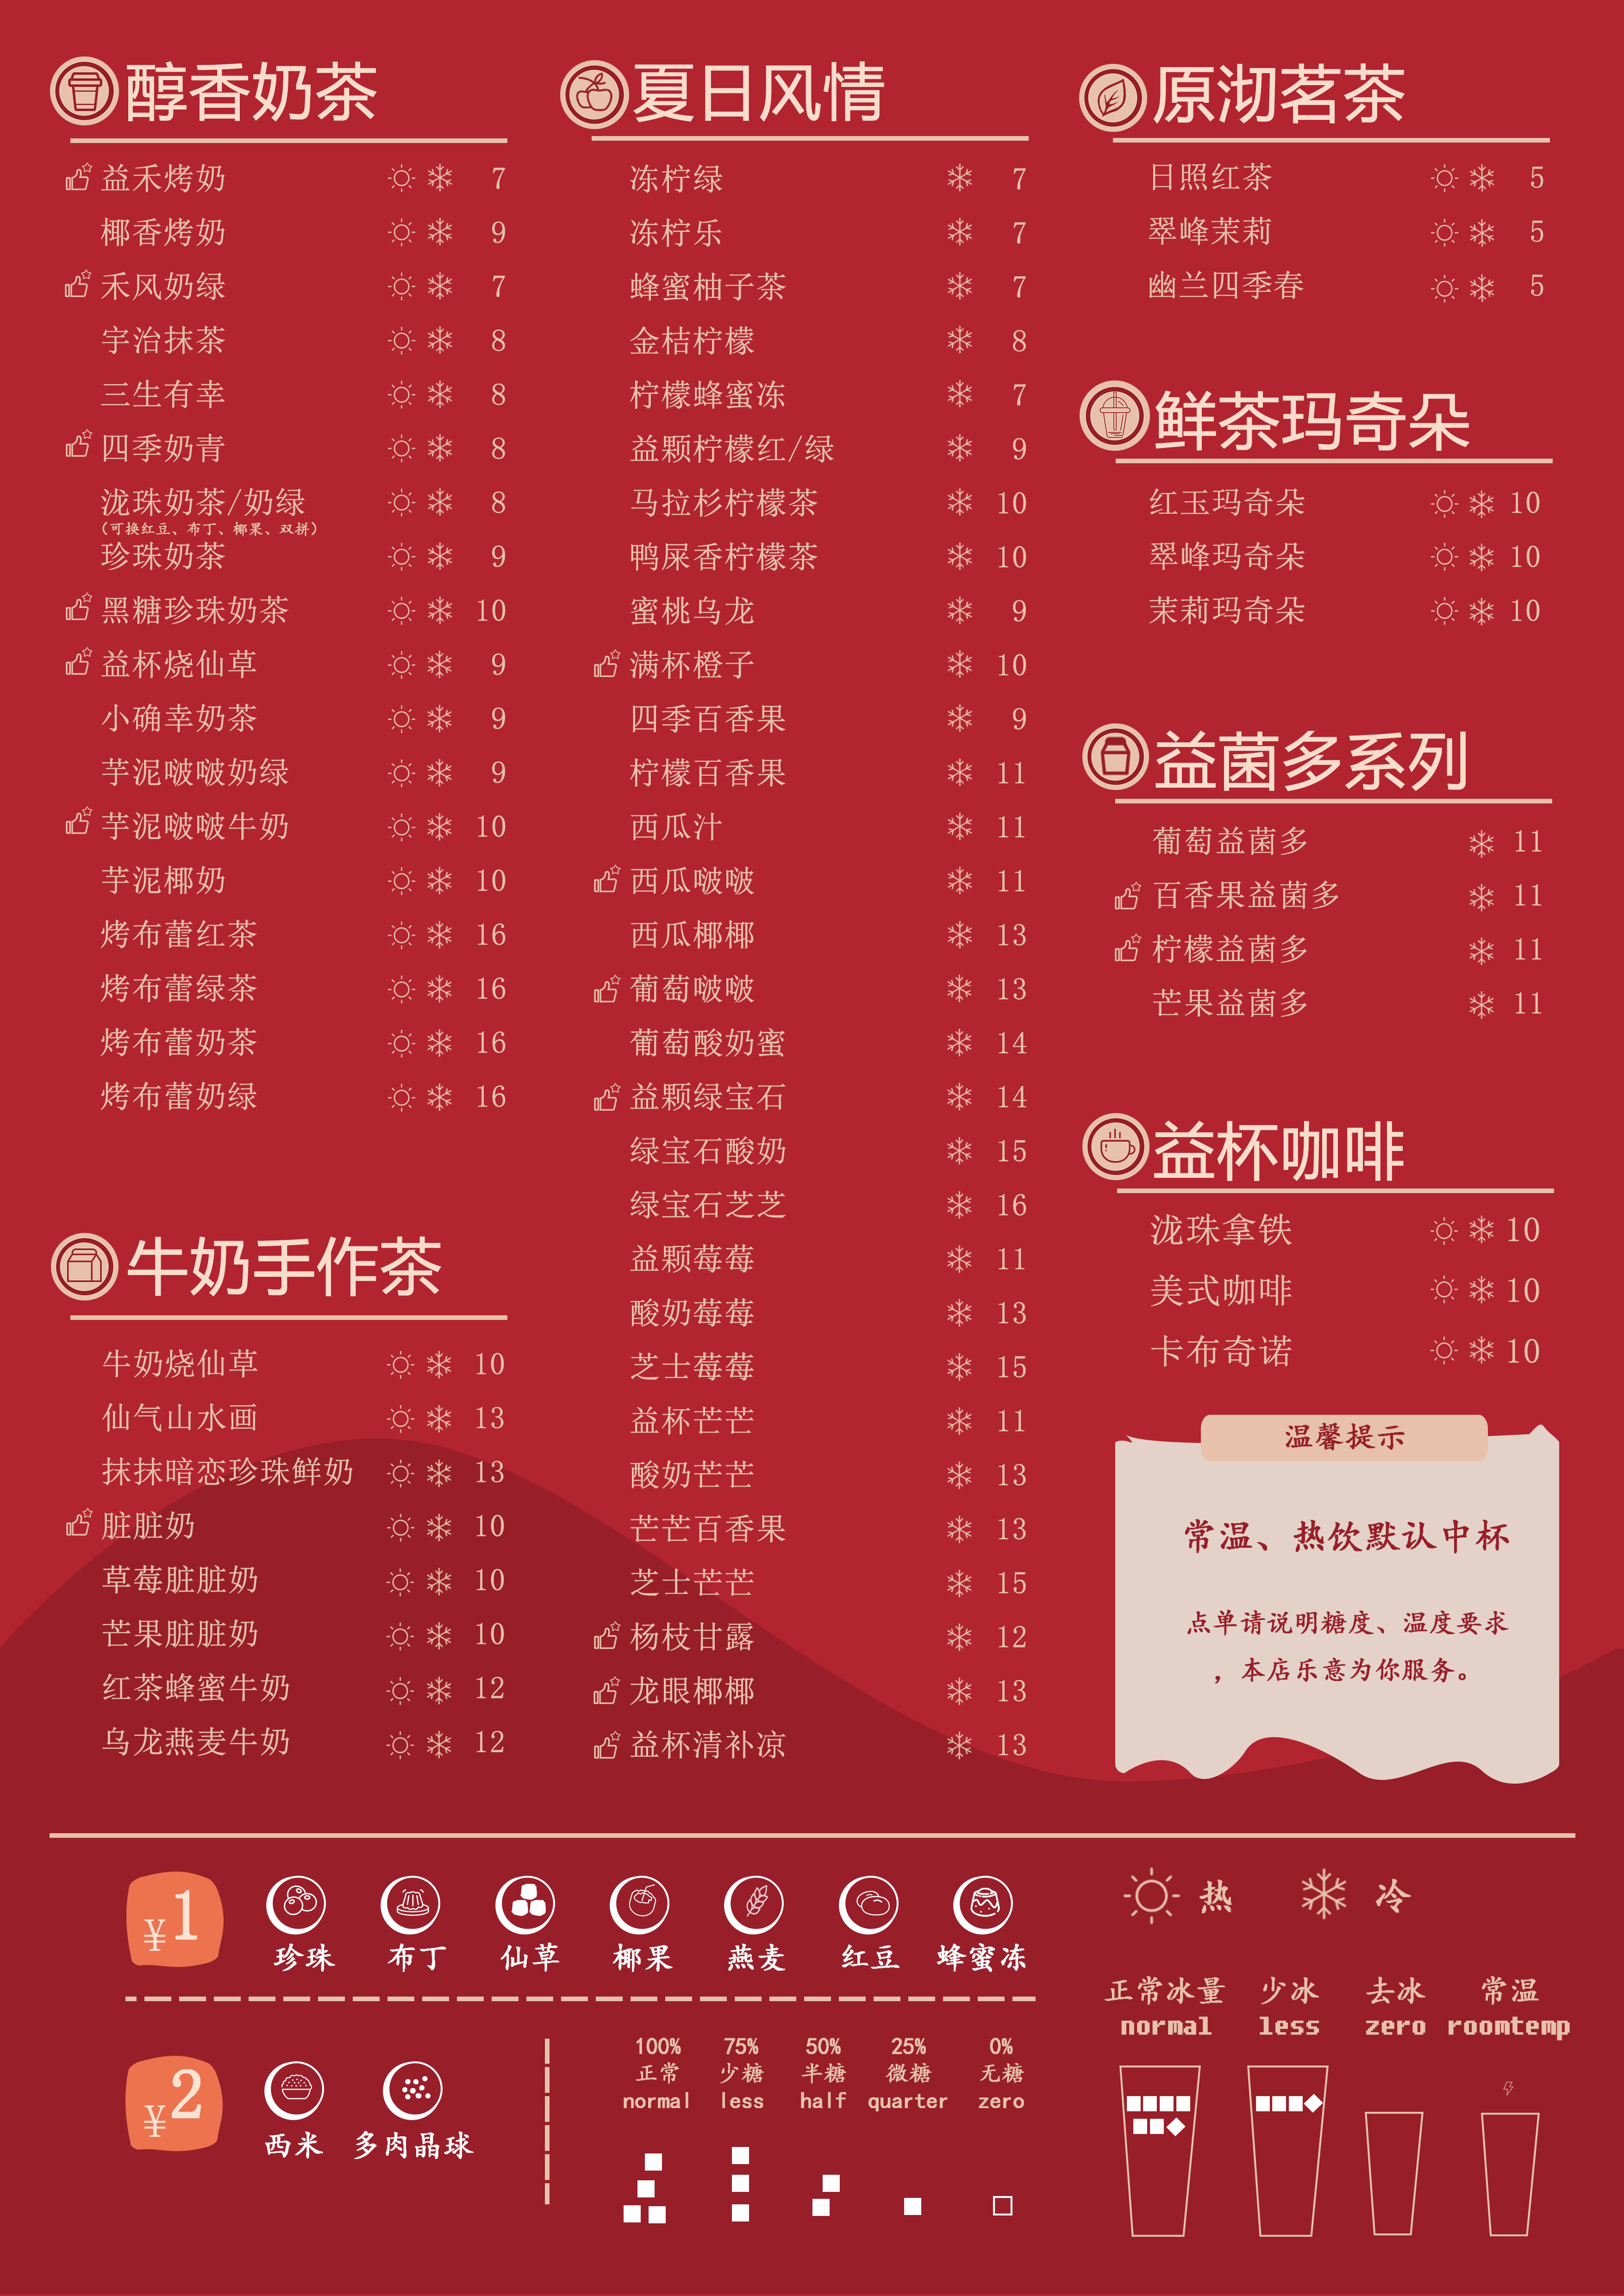 醇香奶茶
益禾烤奶 7
椰香烤奶 9
禾风奶绿 7
宇治抹茶 8
三生有幸 8
四季奶青 8
泷珠奶茶/奶绿 8
(可换红豆、布丁、椰果、双拼)
珍珠奶茶 9
黑糖珍珠奶茶 10
益杯烧仙草 9
小确幸奶茶 9
芋泥啵啵奶绿 9
芋泥啵啵牛奶 10
芋泥椰奶 10
烤布蕾红茶 16
烤布蕾绿茶 16
烤布蕾奶茶 16
烤布蕾奶绿 16
牛奶手作茶
牛奶烧仙草 10
仙气山水画 13
抹抹暗恋珍珠鲜奶 13
脏脏奶 10
草莓脏脏奶 10
芒果脏脏奶 10
红茶蜂蜜牛奶 12
乌龙燕麦牛奶 12
夏日风情
冻柠绿 7
冻柠乐 7
蜂蜜柚子茶 7
金桔柠檬 8
柠檬蜂蜜冻 7
益颗柠檬红/绿 9
马拉杉柠檬茶 10
鸭屎香柠檬茶 10
蜜桃乌龙 9
满杯橙子 10
四季百香果 9
柠檬百香果 11
西瓜汁 11
西瓜啵啵 11
西瓜椰椰 13
葡萄啵啵 13
葡萄酸奶蜜 14
益颗绿宝石 14
绿宝石酸奶 15
绿宝石芝芝 16
益颗莓莓 11
酸奶莓莓 13
芝士莓莓 15
益杯芒芒 11
酸奶芒芒 13
芒芒百香果 13
芝士芒芒 15
杨枝甘露 12
龙眼椰椰 13
益杯清补凉 13
原沏茗茶
日照红茶 5
翠峰茉莉 5
幽兰四季春 5
鲜茶玛奇朵
红玉玛奇朵 10
翠峰玛奇朵 10
茉莉玛奇朵 10
益菌多系列
葡萄益菌多 11
百香果益菌多 11
柠檬益菌多 11
芒果益菌多 11
益杯咖啡
泷珠拿铁 10
美式咖啡 10
卡布奇诺 10
温馨提示
常温、热饮默认中杯
点单请说明糖度、温度要求
，本店乐意为你服务。
¥1
珍珠 布丁 仙草 椰果 燕麦 红豆 蜂蜜冻
¥2
西米 多肉晶球
100% 75% 50% 25% 0%
正常 少糖 半糖 微糖 无糖
normal less half quarter zero
热 冷
正常冰量 少冰 去冰 常温
normal less zero roomtemp